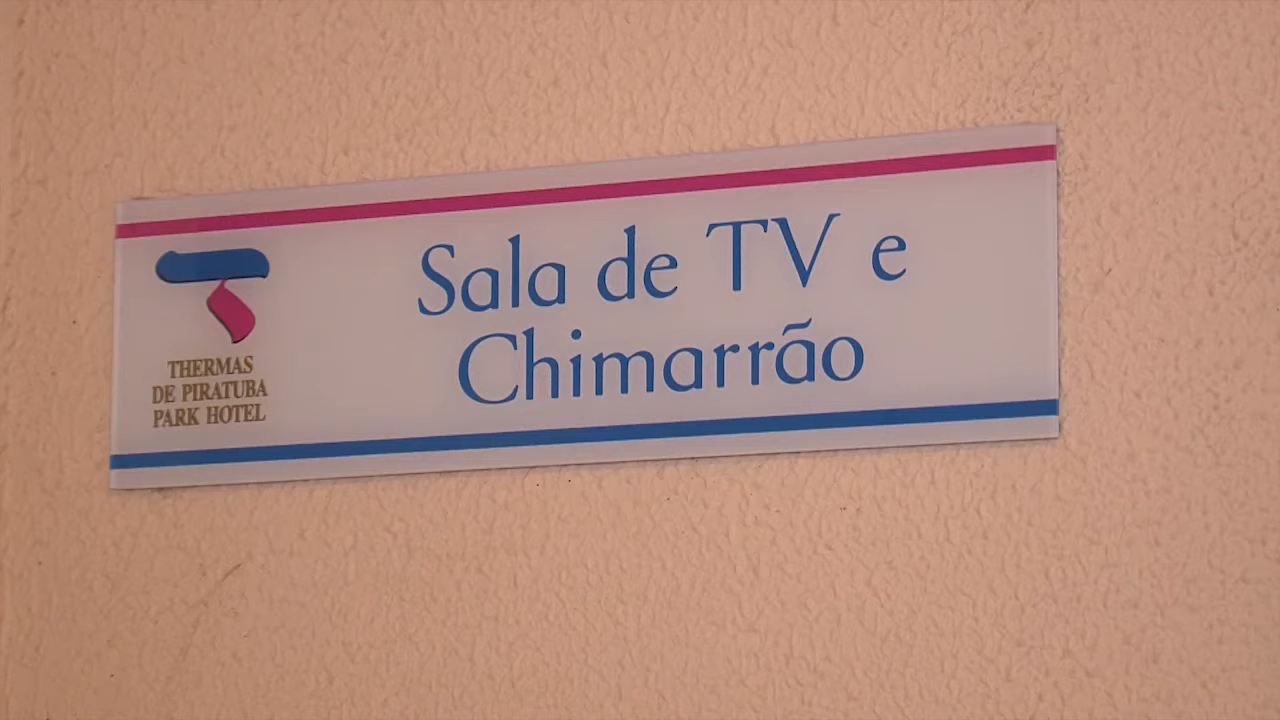 Sala de TV e
Chimarrão
THERMAS
DE PIRATUBA
PARK HOTEL